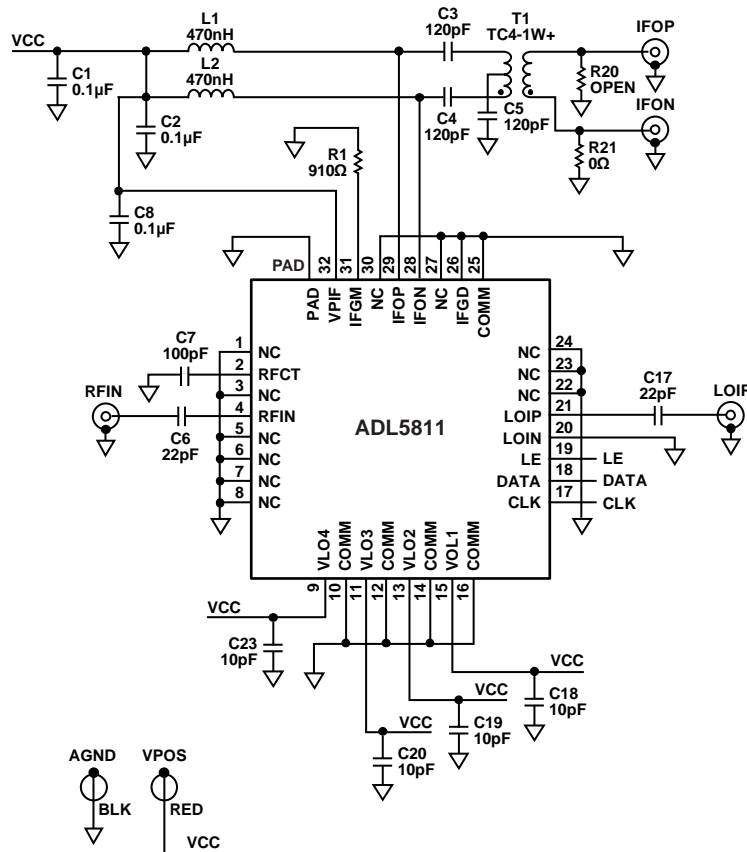 L1
470nH
C3
120pF
T1
TC4-1W+
IFOP
VCC
C1
0.1µF
L2
470nH
R20
OPEN
IFON
C2
0.1µF
C4
120pF
C5
120pF
R1
910Ω
R21
0Ω
C8
0.1µF
PAD
32
31
30
29
28
27
26
25
PAD
VPIF
IFGM
NC
IFOP
IFON
NC
IFGD
COMM
C7
100pF
1
NC
2
RFCT
3
NC
RFIN
4
RFIN
C6
22pF
5
NC
6
NC
7
NC
8
NC
ADL5811
NC
24
NC
23
NC
22
C17
22pF
LOIP
21
LOIP
LOIN
20
LE
19
LE
DATA
18
DATA
CLK
17
CLK
VLO4
COMM
VLO3
COMM
VLO2
COMM
VOL1
COMM
9
10
11
12
13
14
15
16
VCC
C23
10pF
VCC
C18
10pF
VCC
C19
10pF
VCC
C20
10pF
AGND
BLK
VPOS
RED
VCC